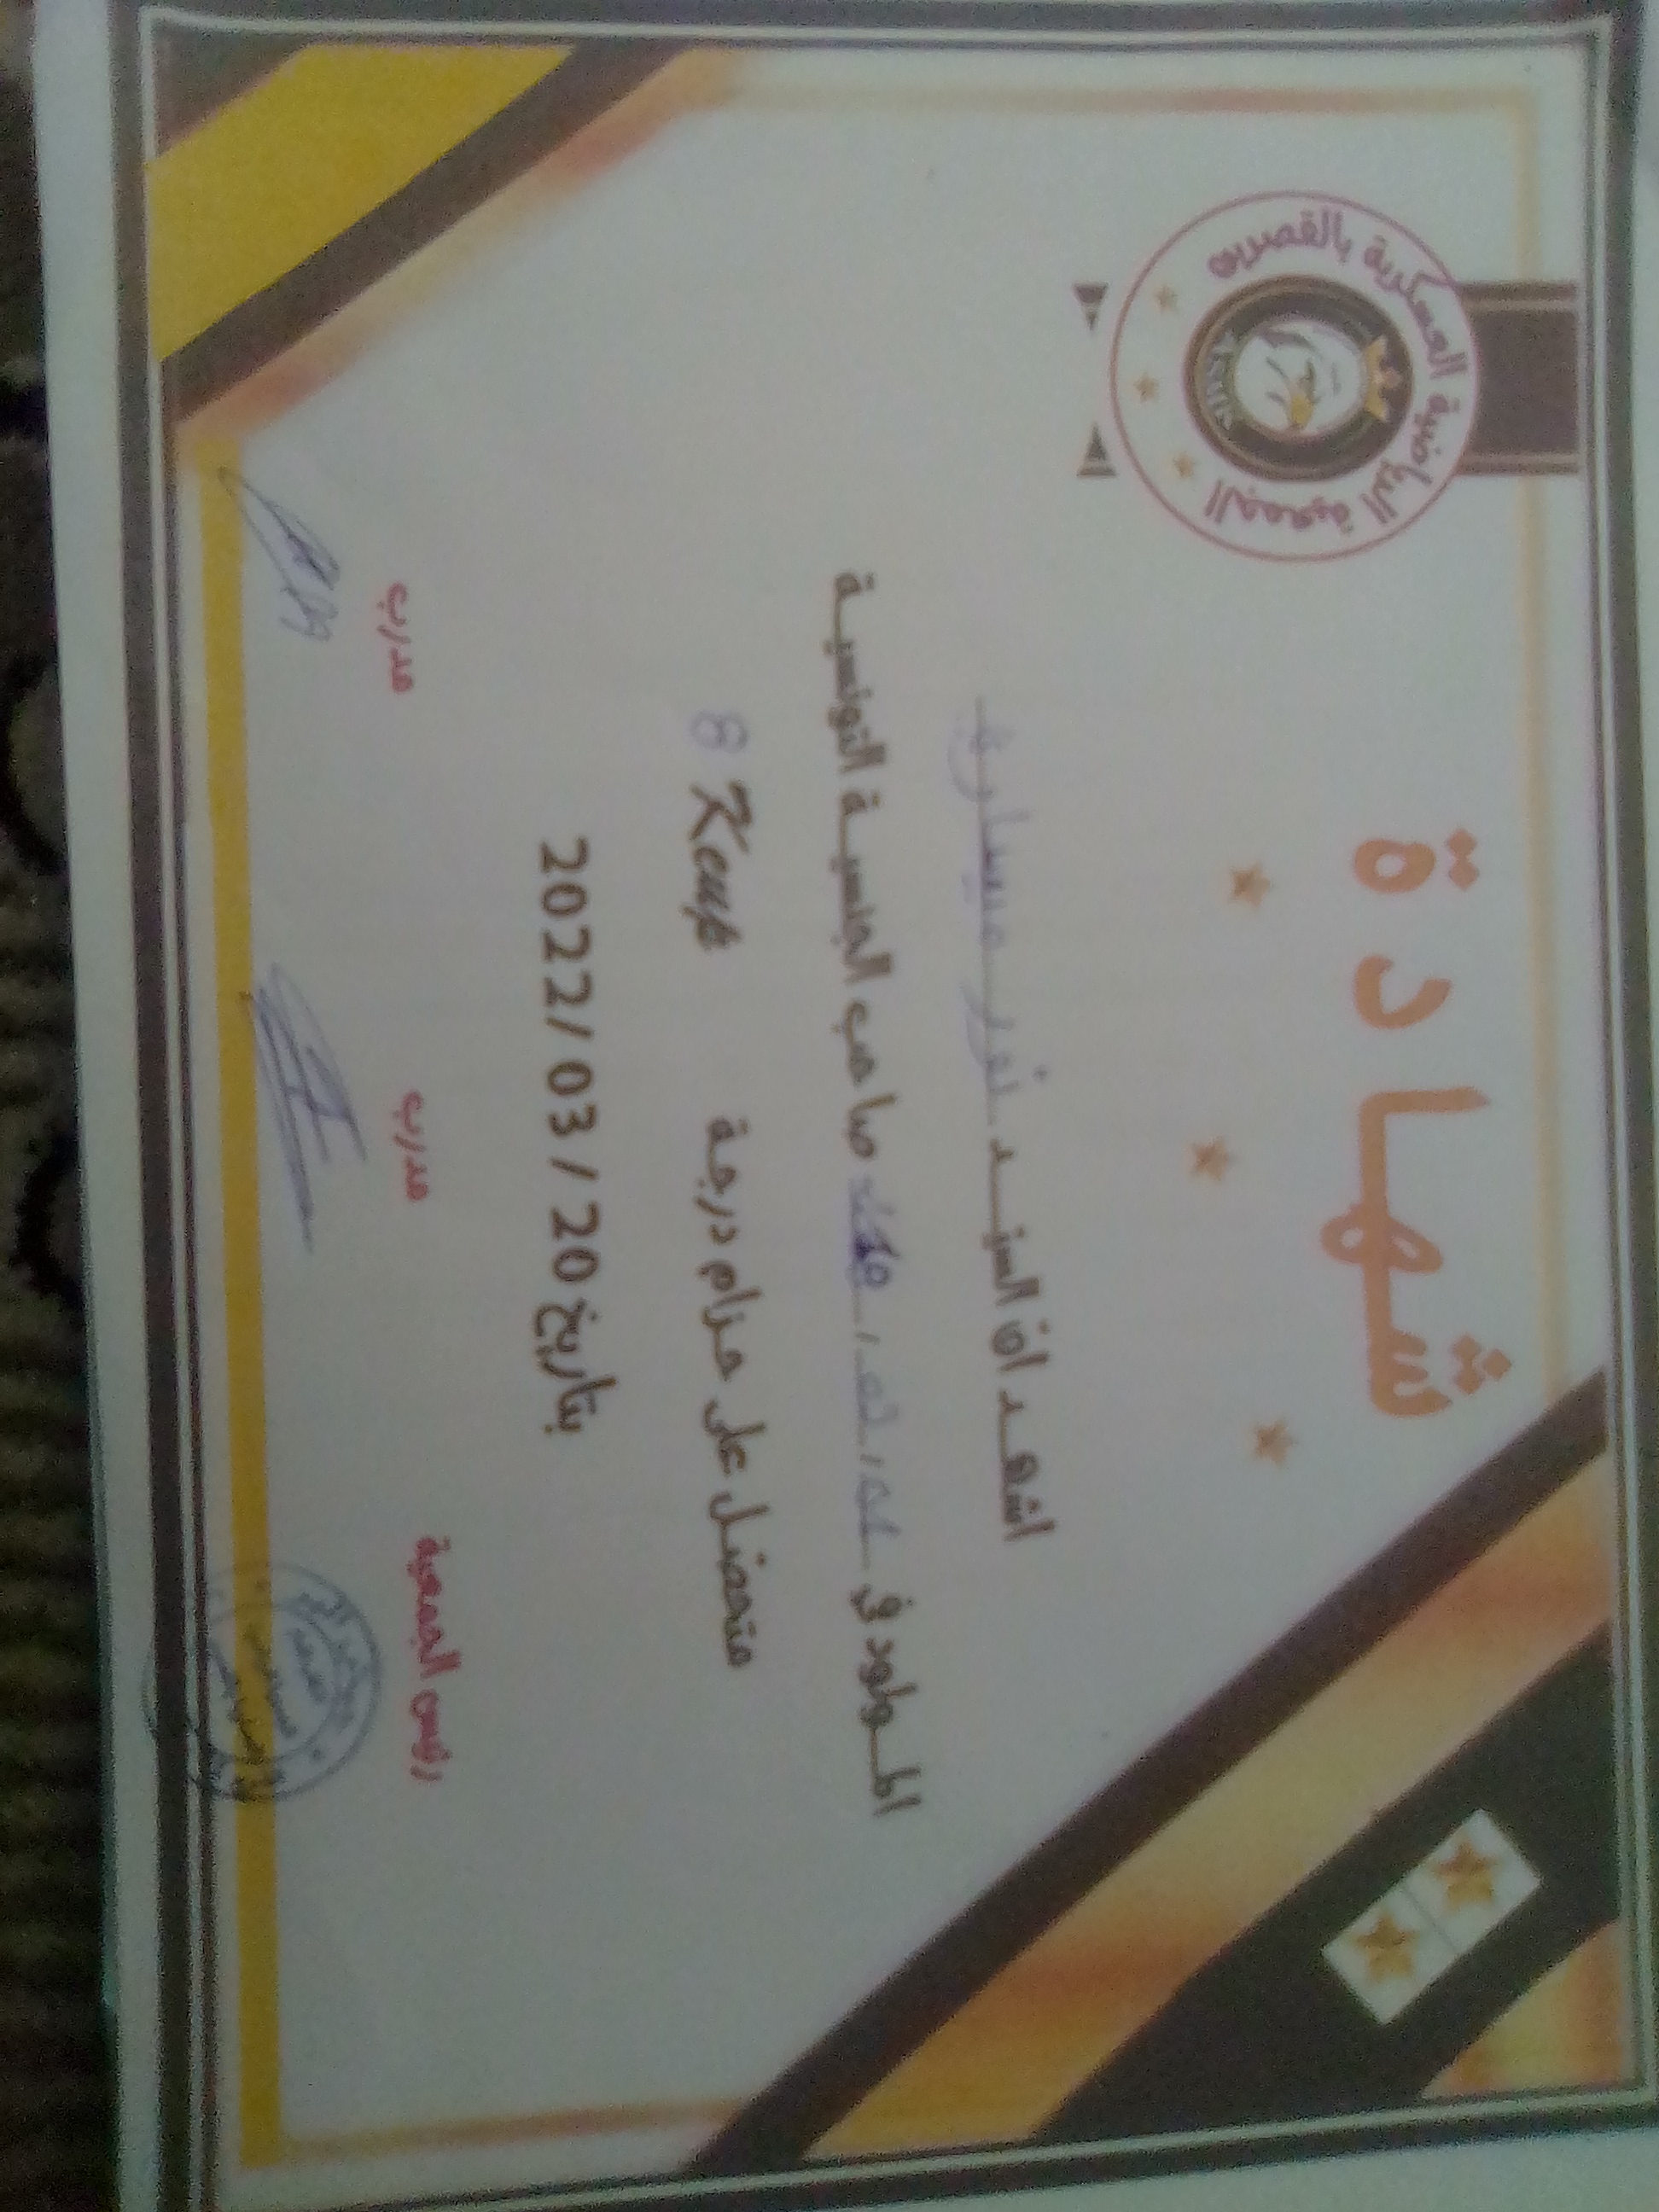 الجمعية الرياضية العسكرية بالقصرين
شهادة
اشهد ان السيد
المولود في صاحب الجنسية التونسية
متحصل على حزام درجة 8 Keup
بتاريخ 20 / 03 / 2022
رئيس الجمعية مدرب مدرب